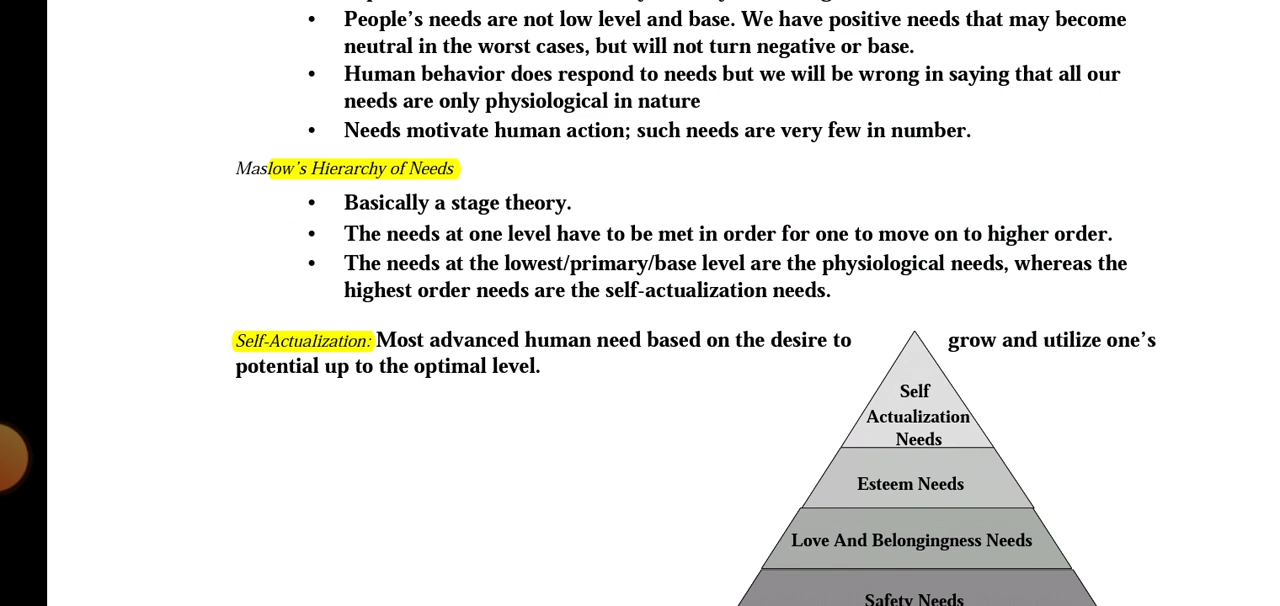 • People's needs are not low level and base. We have positive needs that may become
neutral in the worst cases, but will not turn negative or base.
• Human behavior does respond to needs but we will be wrong in saying that all our
needs are only physiological in nature
• Needs motivate human action; such needs are very few in number.
Maslow's Hierarchy of Needs
• Basically a stage theory.
• The needs at one level have to be met in order for one to move on to higher order.
• The needs at the lowest/primary/base level are the physiological needs, whereas the
highest order needs are the self-actualization needs.
Self-Actualization: Most advanced human need based on the desire to grow and utilize one's
potential up to the optimal level.
Self
Actualization
Needs
Esteem Needs
Love And Belongingness Needs
Safety Needs